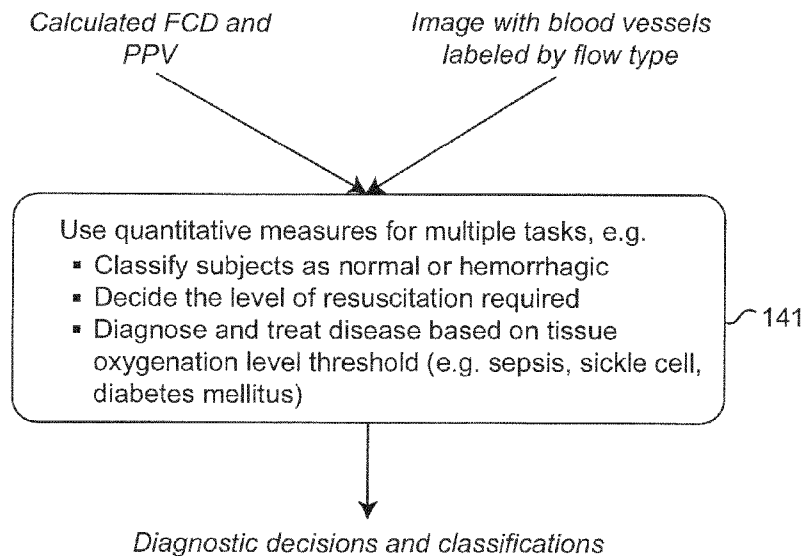 Calculated FCD and
PPV
Image with blood vessels
labeled by flow type
Use quantitative measures for multiple tasks, e.g.
▪ Classify subjects as normal or hemorrhagic
▪ Decide the level of resuscitation required
▪ Diagnose and treat disease based on tissue
oxygenation level threshold (e.g. sepsis, sickle cell,
diabetes mellitus)
141
Diagnostic decisions and classifications